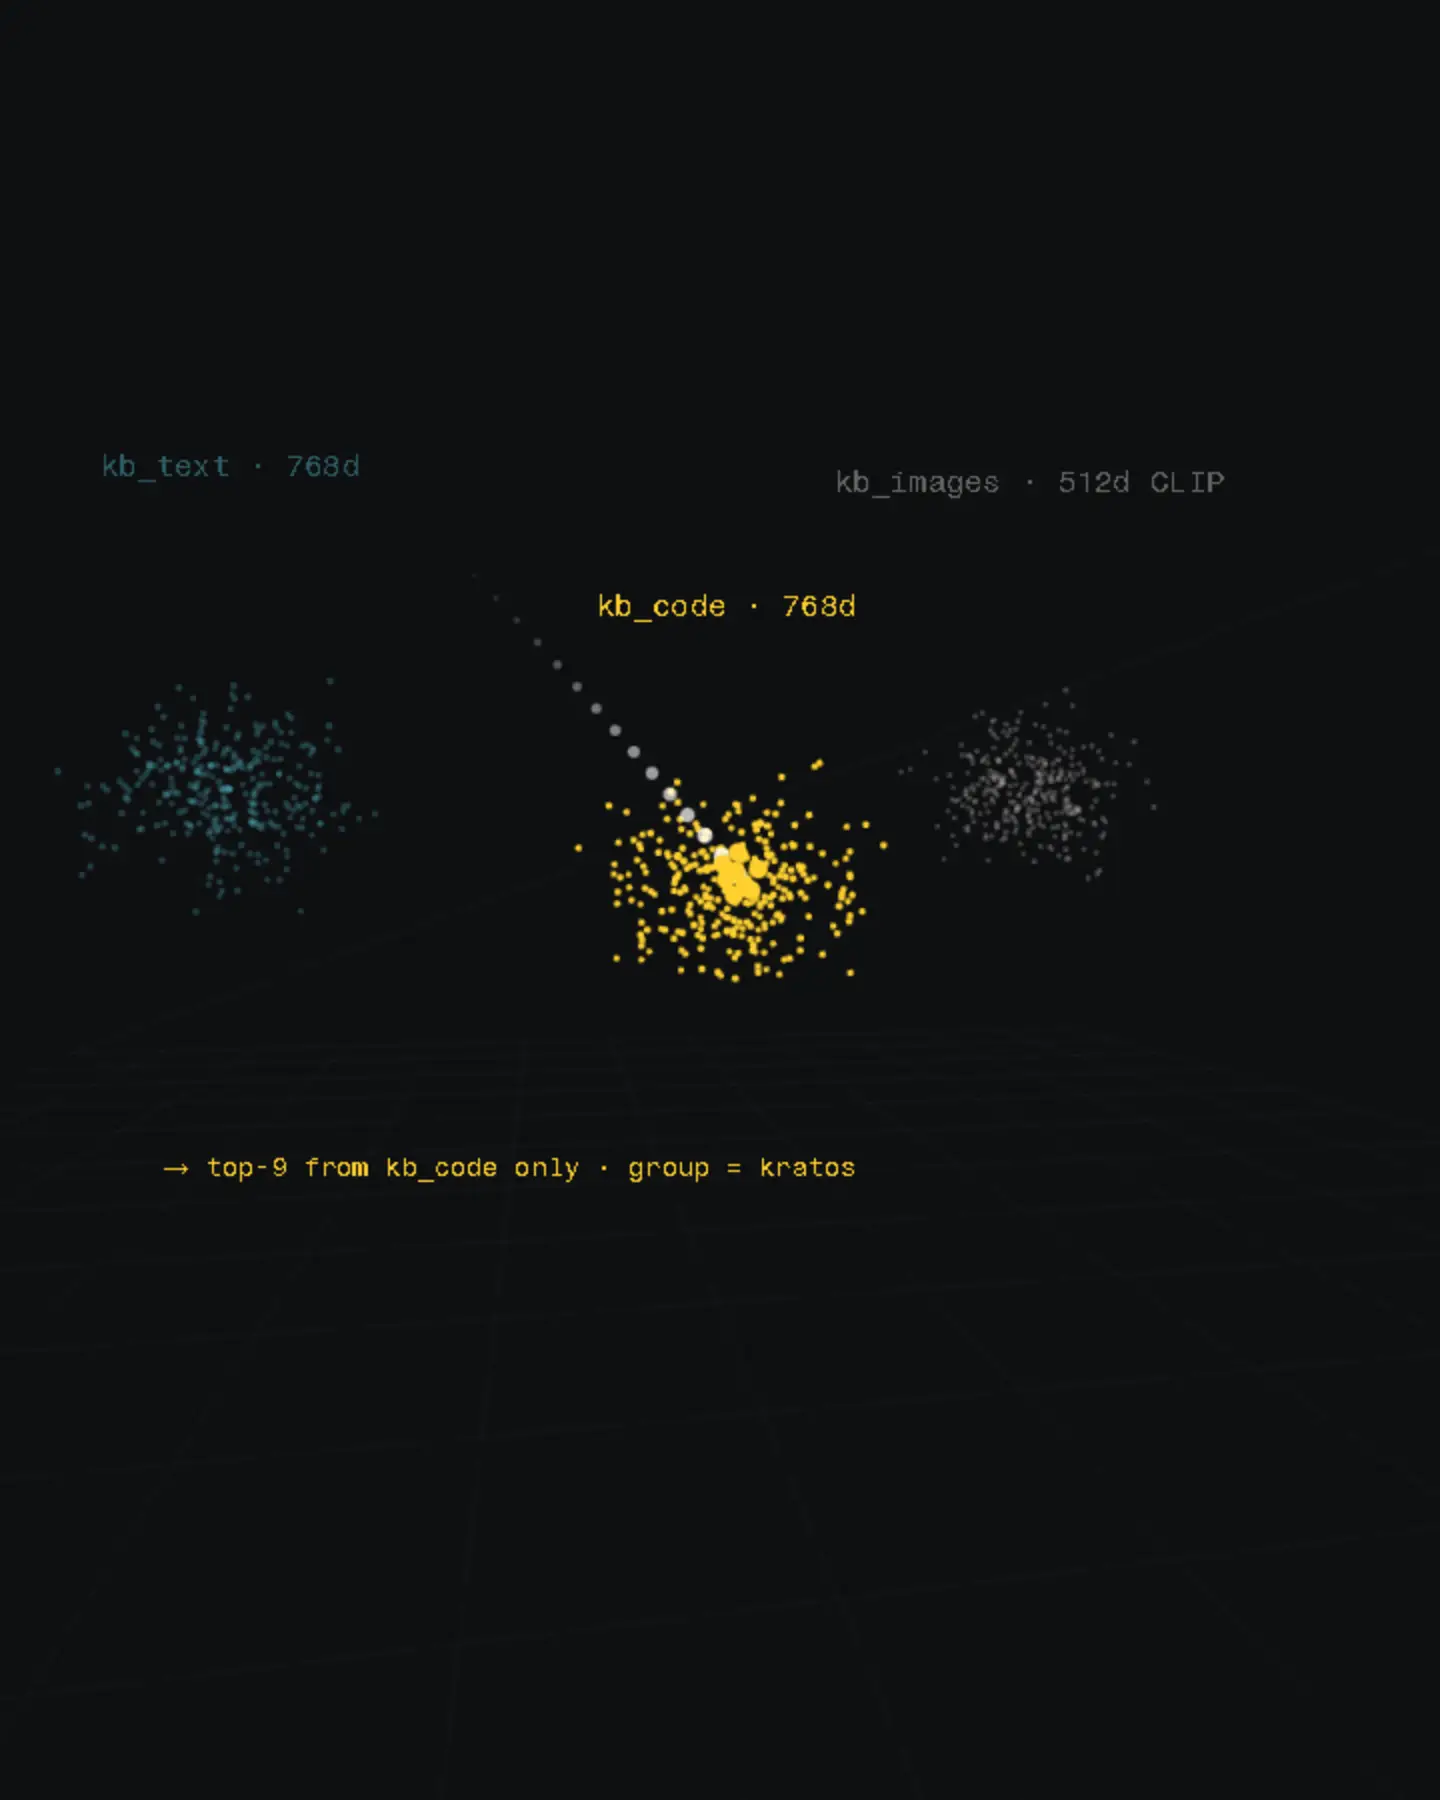 kb_text · 768d
kb_images · 512d CLIP
kb_code · 768d
→ top-9 from kb_code only · group = kratos